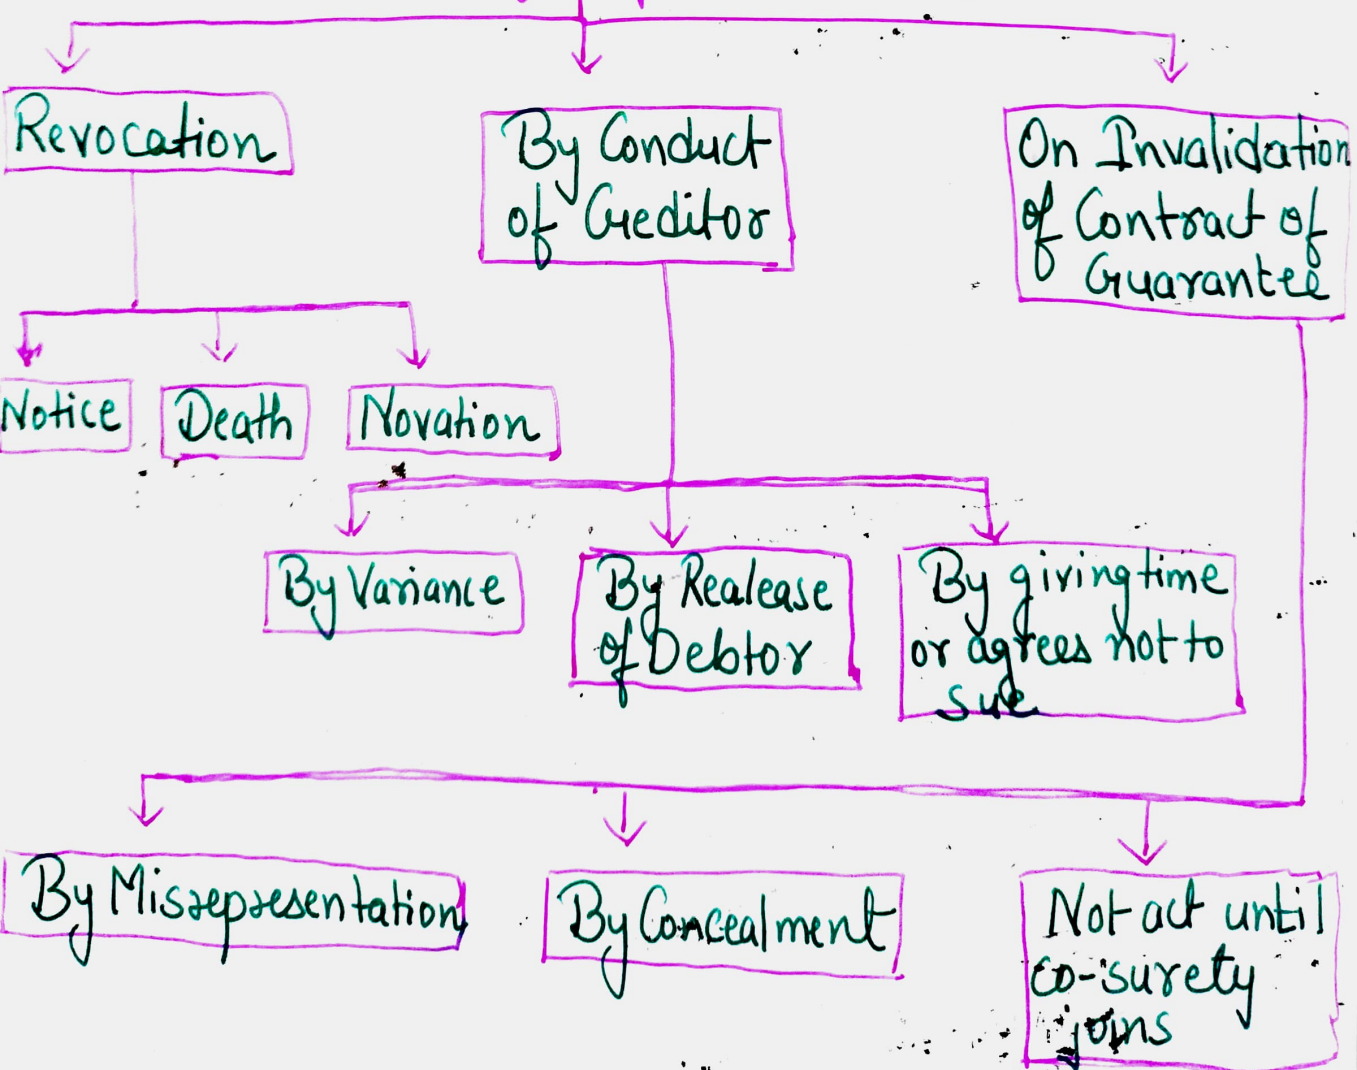 Revocation
By Conduct
of Creditor
On Invalidation
of Contract of
Guarantee
Notice
Death
Novation
By Variance
By Realease
of Debtor
By giving time
or agrees not to
sue
By Misrepresentation
By Concealment
Not act until
co-surety
joins